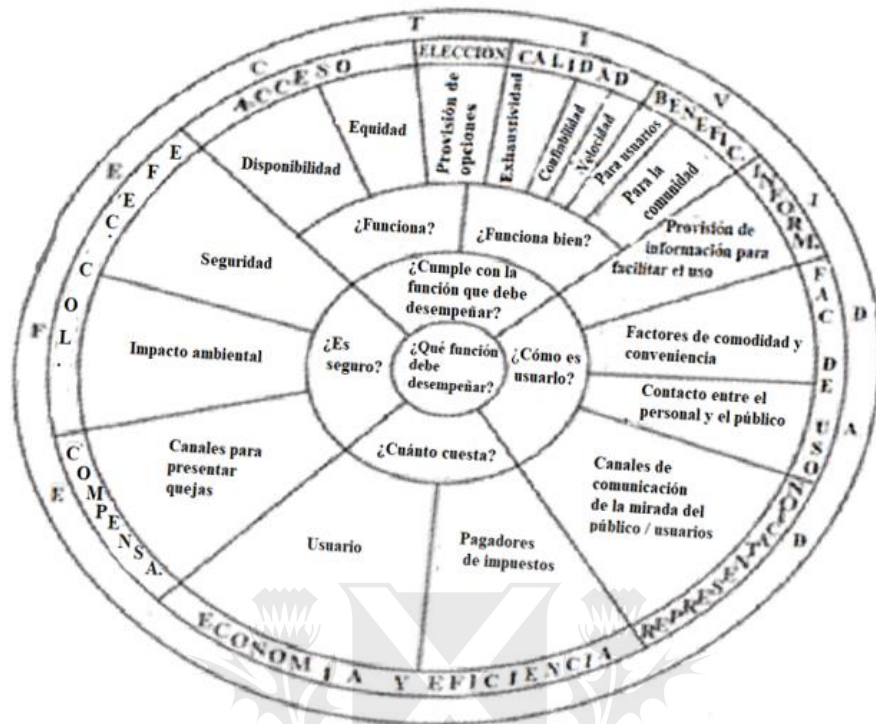 EFECTIVIDAD
ACCESO
ELECCION
CALIDAD
BENEFIC.
INFORM.
FAC DE USO
REPRESENTACION
ECONOMIA Y EFICIENCIA
COMPENSA.
EFEC COL.
Disponibilidad
Equidad
Provisión de
opciones
Exhaustividad
Confiabilidad
Velocidad
Para usuarios
Para la
comunidad
Provisión de
información para
facilitar el uso
Factores de comodidad y
conveniencia
Contacto entre el
personal y el público
Canales de
comunicación
de la mirada del
público / usuarios
Pagadores
de impuestos
Usuario
Canales para
presentar
quejas
Impacto ambiental
Seguridad
¿Funciona?
¿Funciona bien?
¿Cumple con la
función que debe
desempeñar?
¿Es
seguro?
¿Qué función
debe
desempeñar?
¿Cómo es
usuarlo?
¿Cuánto cuesta?